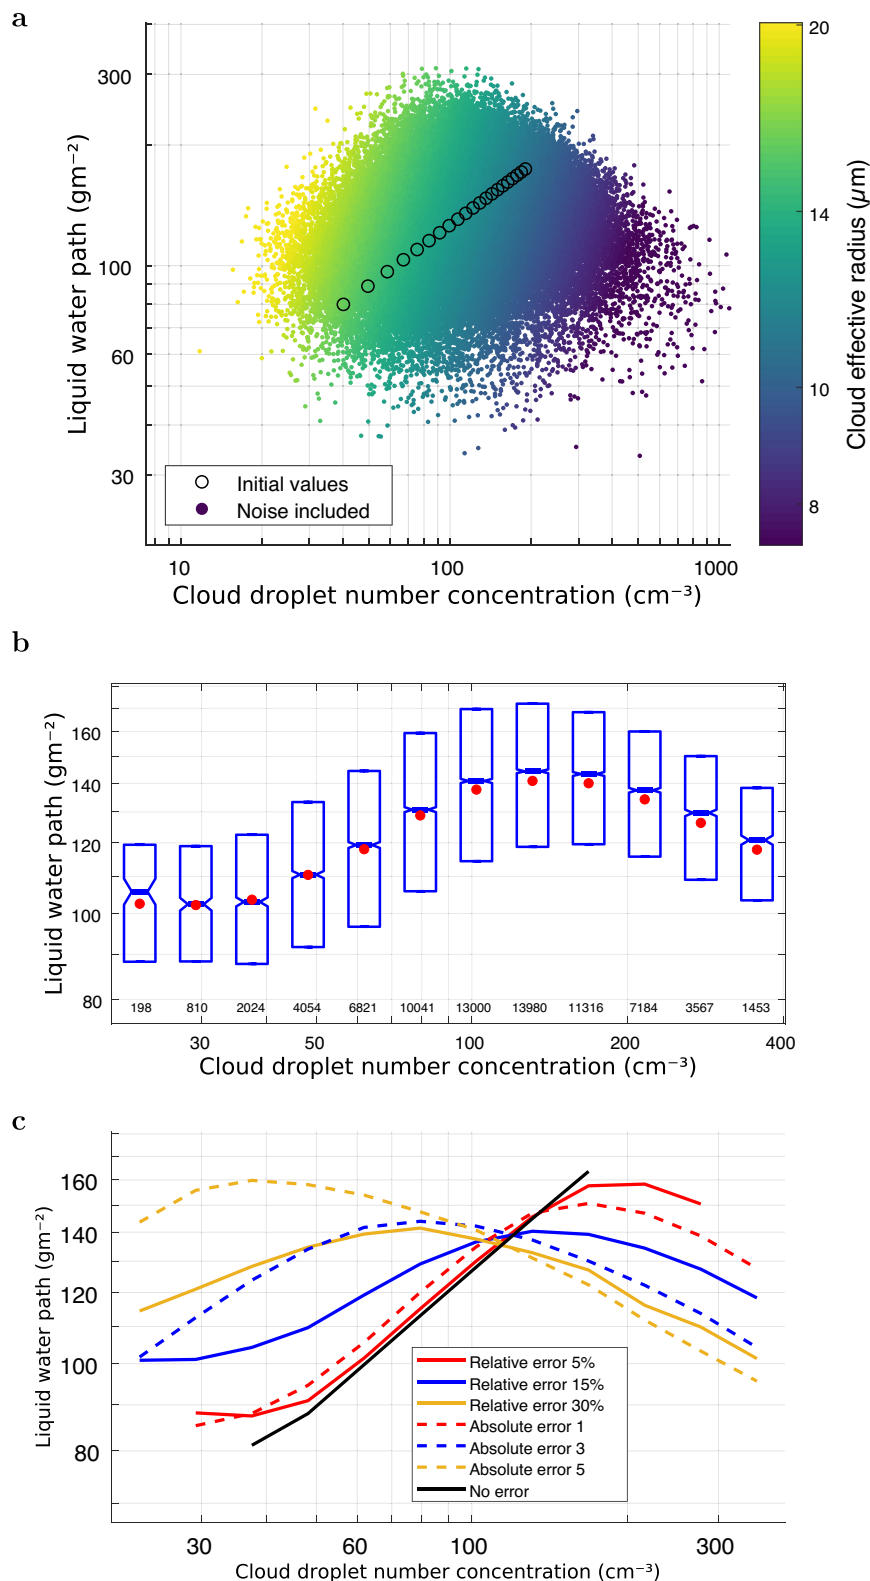 a
300
100
60
30
Liquid water path (gm⁻²)
Initial values
Noise included
10
100
1000
Cloud droplet number concentration (cm⁻³)
20
14
10
8
Cloud effective radius (µm)
b
160
140
120
100
80
Liquid water path (gm⁻²)
198 810 2024 4054 6821 10041 13000 13980 11316 7184 3567 1453
30 50 100 200 400
Cloud droplet number concentration (cm⁻³)
c
160
140
120
100
80
Liquid water path (gm⁻²)
Relative error 5%
Relative error 15%
Relative error 30%
Absolute error 1
Absolute error 3
Absolute error 5
No error
30 60 100 300
Cloud droplet number concentration (cm⁻³)